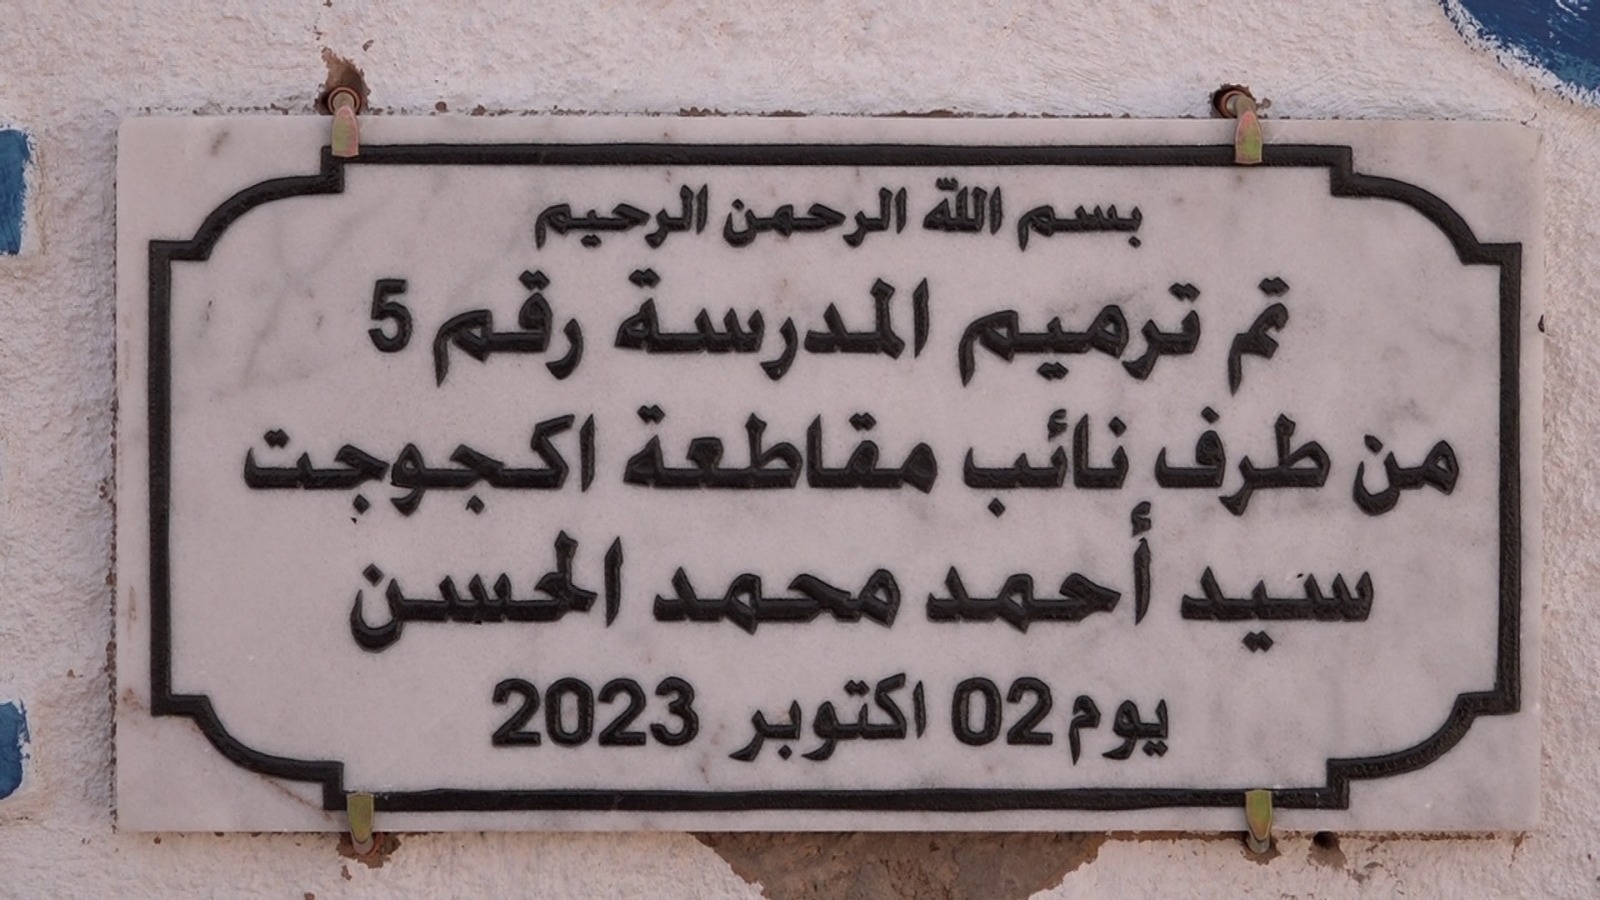 بسم الله الرحمن الرحيم
تم ترميم المدرسة رقم 5
من طرف نائب مقاطعة اكجوجت
سيد أحمد محمد الحسن
يوم 02 اكتوبر 2023